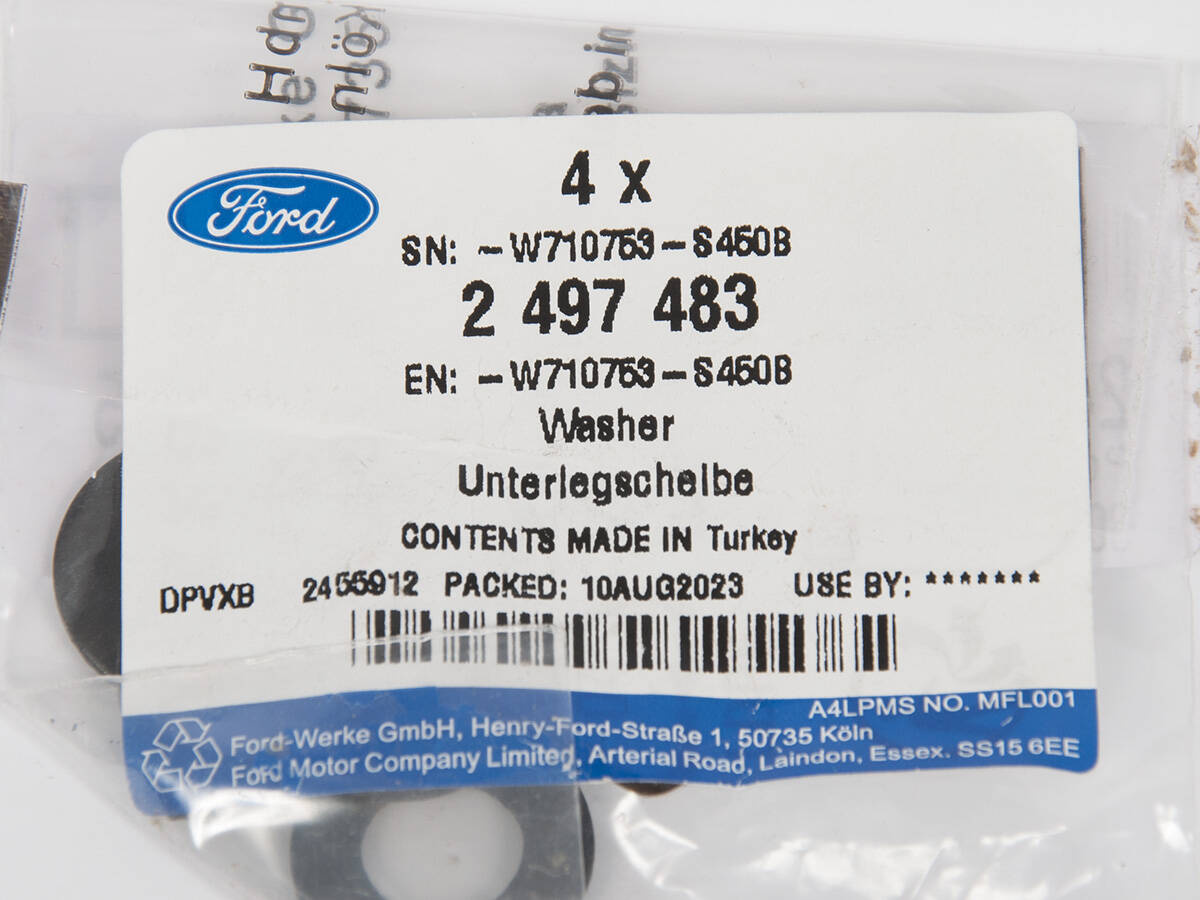 Ford
4 x
SN: -W710753-S450B
2 497 483
EN: -W710753-S450B
Washer
Unterlegscheibe
CONTENTS MADE IN Turkey
DPVXB 2455912 PACKED: 10AUG2023 USE BY: *******
A4LPMS NO. MFL001
Ford-Werke GmbH, Henry-Ford-Straße 1, 50735 Köln
Ford Motor Company Limited, Arterial Road, Laindon, Essex. SS15 6EE